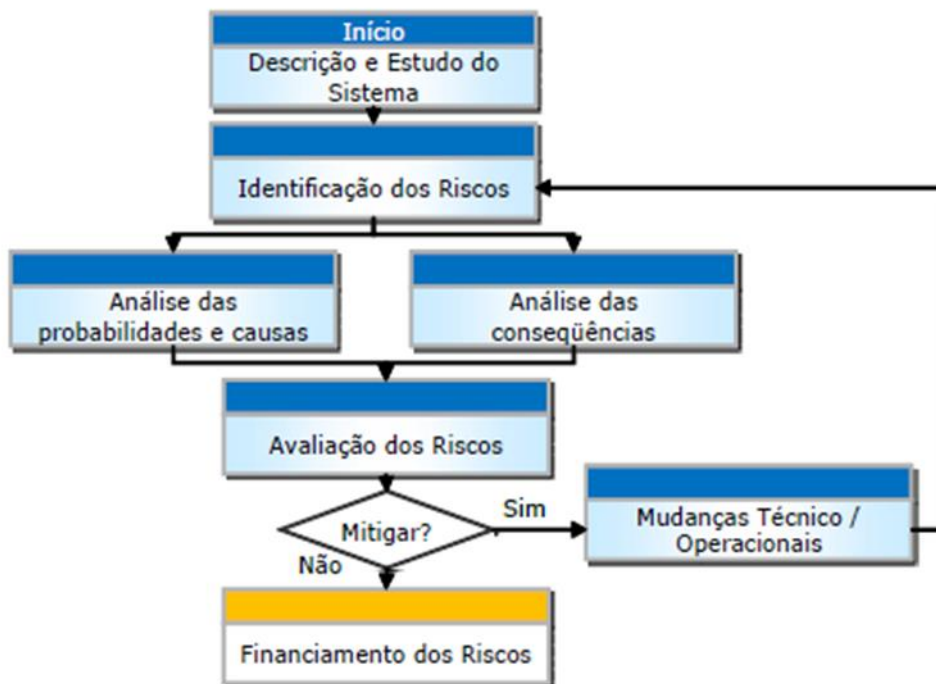 Início
Descrição e Estudo do
Sistema
Identificação dos Riscos
Análise das
probabilidades e causas
Análise das
conseqüências
Avaliação dos Riscos
Mitigar?
Sim
Mudanças Técnico /
Operacionais
Não
Financiamento dos Riscos